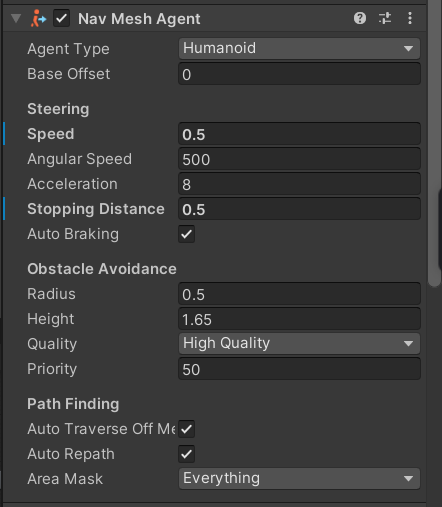 Nav Mesh Agent
Agent Type Humanoid
Base Offset 0
Steering
Speed 0.5
Angular Speed 500
Acceleration 8
Stopping Distance 0.5
Auto Braking
Obstacle Avoidance
Radius 0.5
Height 1.65
Quality High Quality
Priority 50
Path Finding
Auto Traverse Off Me
Auto Repath
Area Mask Everything